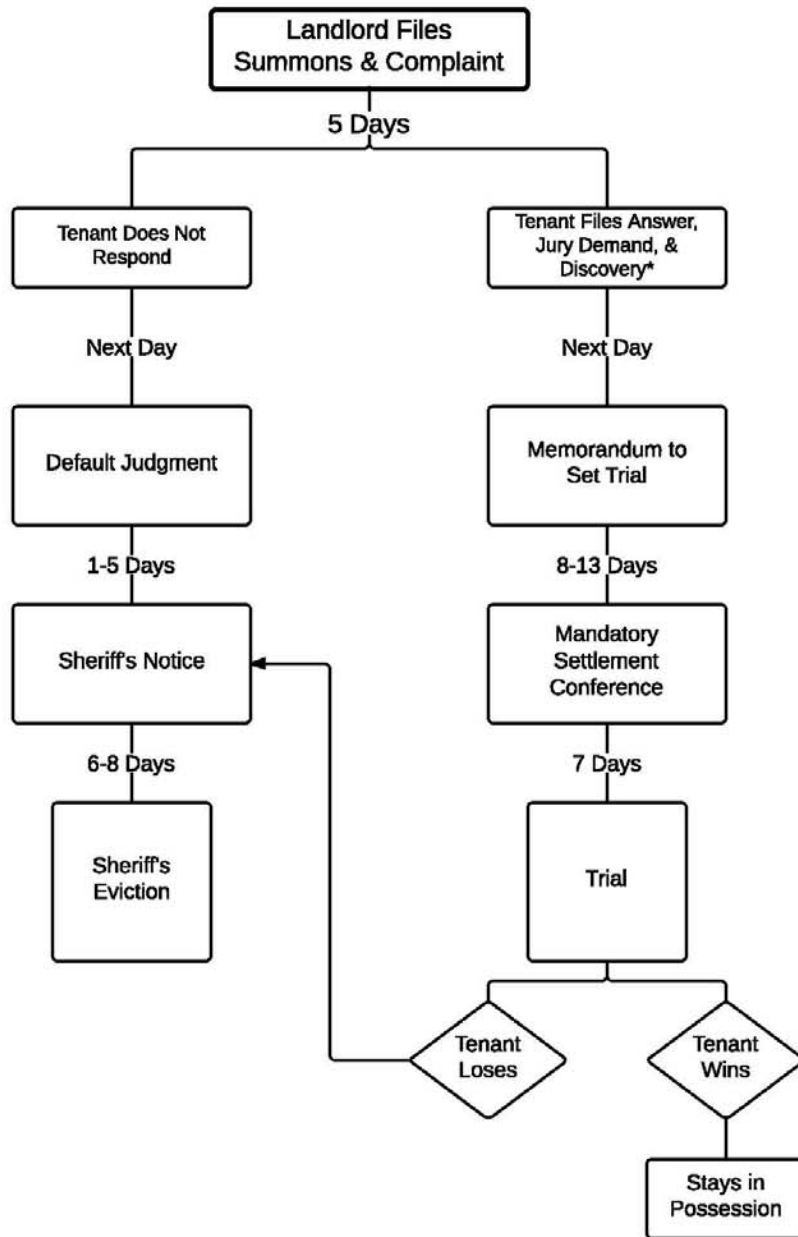 Landlord Files
Summons & Complaint
5 Days
Tenant Does Not
Respond
Tenant Files Answer,
Jury Demand, &
Discovery*
Next Day
Next Day
Default Judgment
Memorandum to
Set Trial
1-5 Days
8-13 Days
Sheriff's Notice
Mandatory
Settlement
Conference
6-8 Days
7 Days
Sheriff's
Eviction
Trial
Tenant
Loses
Tenant
Wins
Stays in
Possession